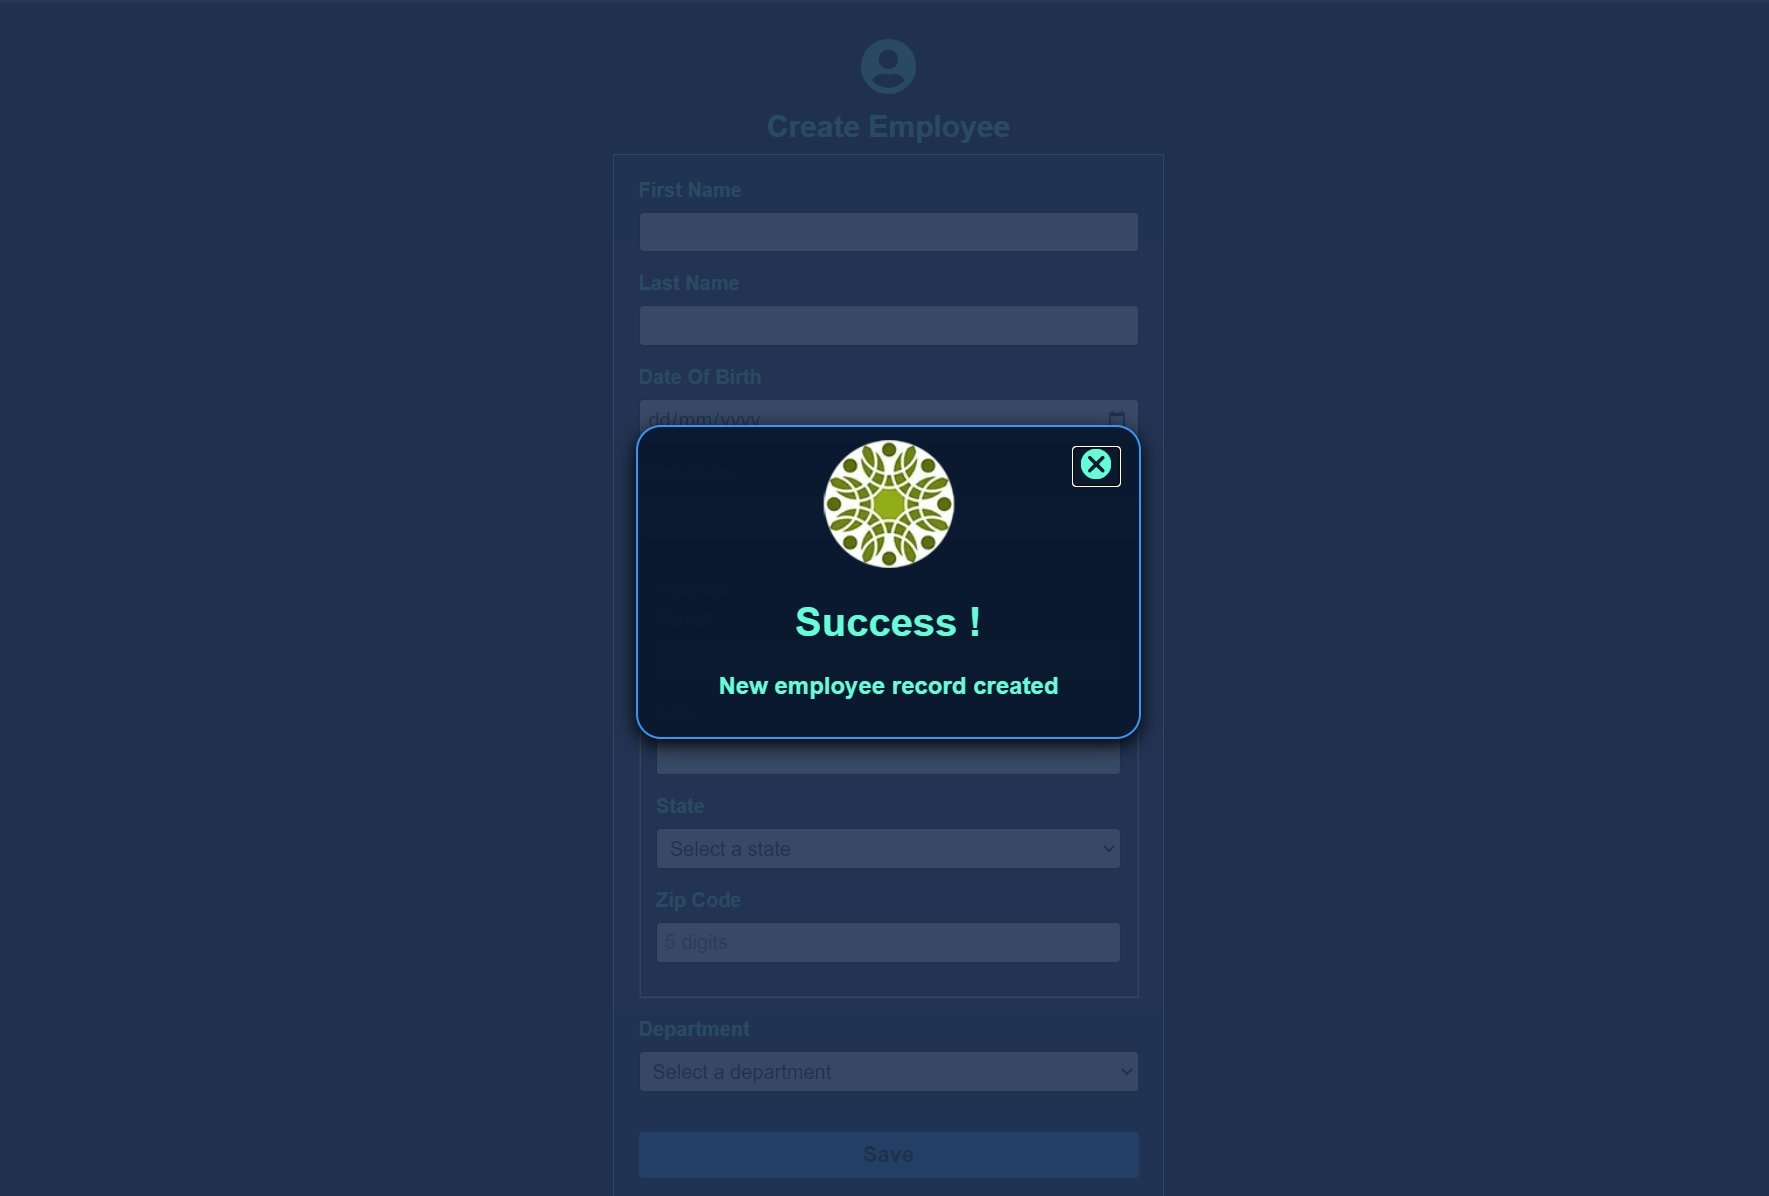 Create Employee
First Name
Last Name
Date Of Birth
dd/mm/yyyy
Success !
New employee record created
State
Select a state
Zip Code
5 digits
Department
Select a department
Save